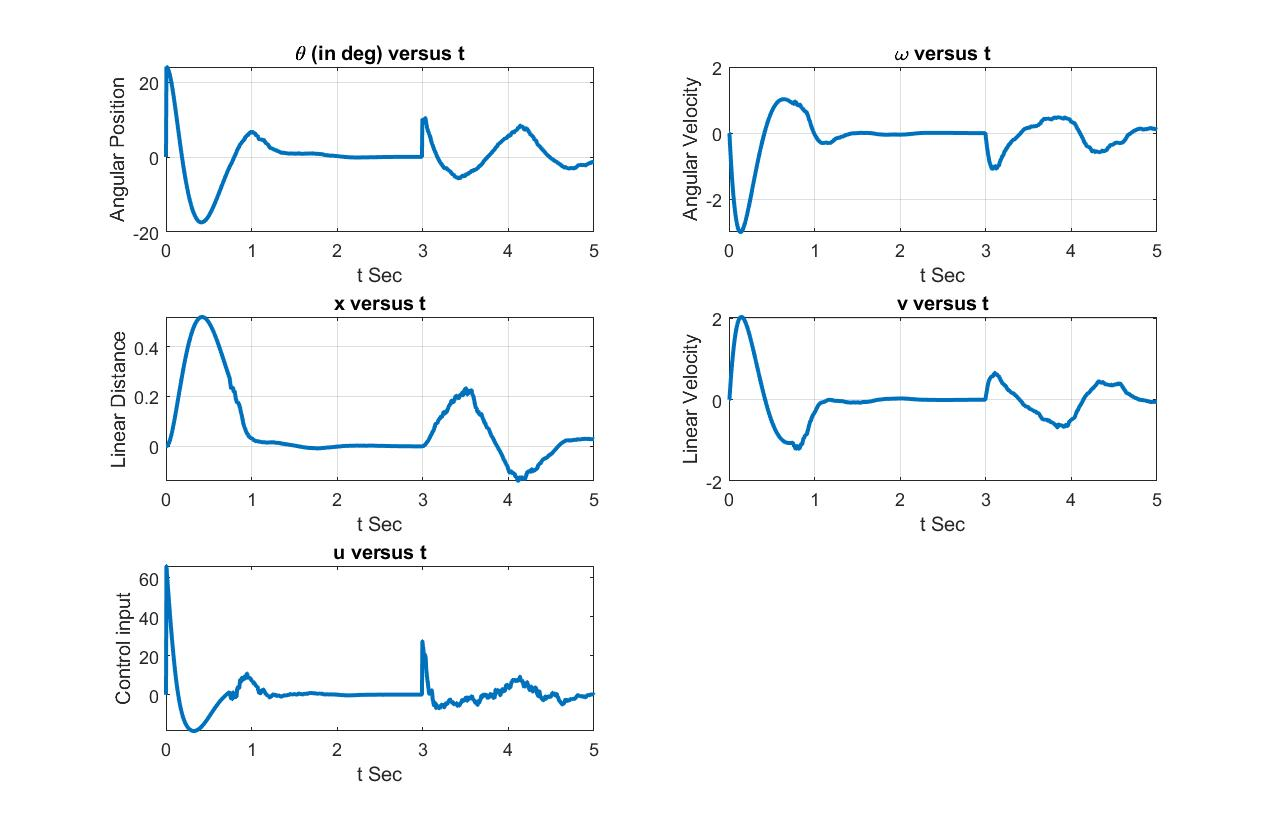 θ (in deg) versus t
Angular Position
20
0
-20
0 1 2 3 4 5
t Sec
ω versus t
Angular Velocity
2
0
-2
0 1 2 3 4 5
t Sec
x versus t
Linear Distance
0.4
0.2
0
0 1 2 3 4 5
t Sec
v versus t
Linear Velocity
2
0
-2
0 1 2 3 4 5
t Sec
u versus t
Control input
60
40
20
0
0 1 2 3 4 5
t Sec